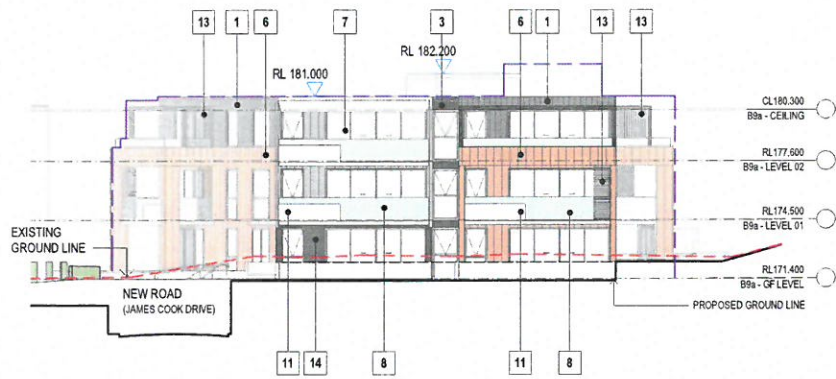 13 1 6 7 3 6 1 13 13
RL 182.200
RL 181.000
CL180.300
B9a - CEILING
RL177.600
B9a - LEVEL 02
RL174.500
B9a - LEVEL 01
EXISTING
GROUND LINE
RL171.400
B9a - GF LEVEL
NEW ROAD
(JAMES COOK DRIVE)
PROPOSED GROUND LINE
11 14 8 11 8